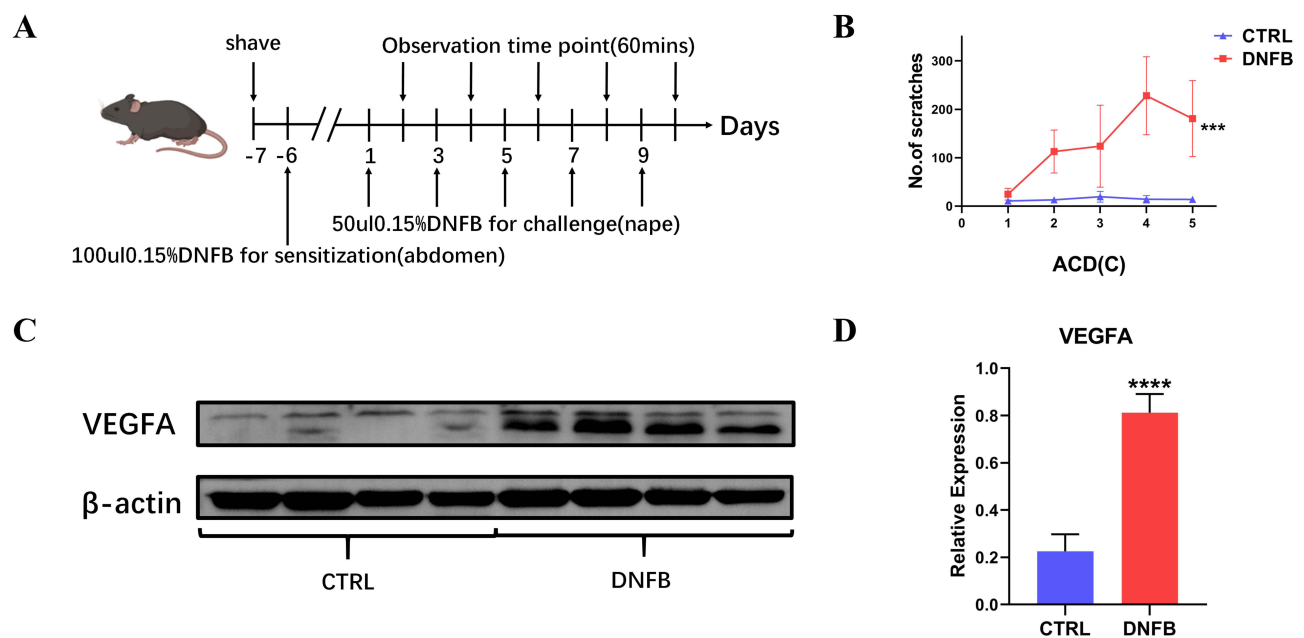 A
shave
Observation time point(60mins)
Days
-7 -6 1 3 5 7 9
50ul0.15%DNFB for challenge(nape)
100ul0.15%DNFB for sensitization(abdomen)
B
CTRL
DNFB
No.of scratches
300
200
100
0
0 1 2 3 4 5
***
ACD(C)
C
VEGFA
β-actin
CTRL DNFB
D
VEGFA
Relative Expression
1.0
0.8
0.6
0.4
0.2
0.0
****
CTRL DNFB